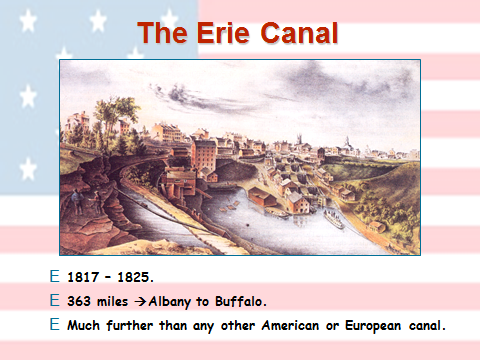 The Erie Canal
E 1817 – 1825.
E 363 miles →Albany to Buffalo.
E Much further than any other American or European canal.